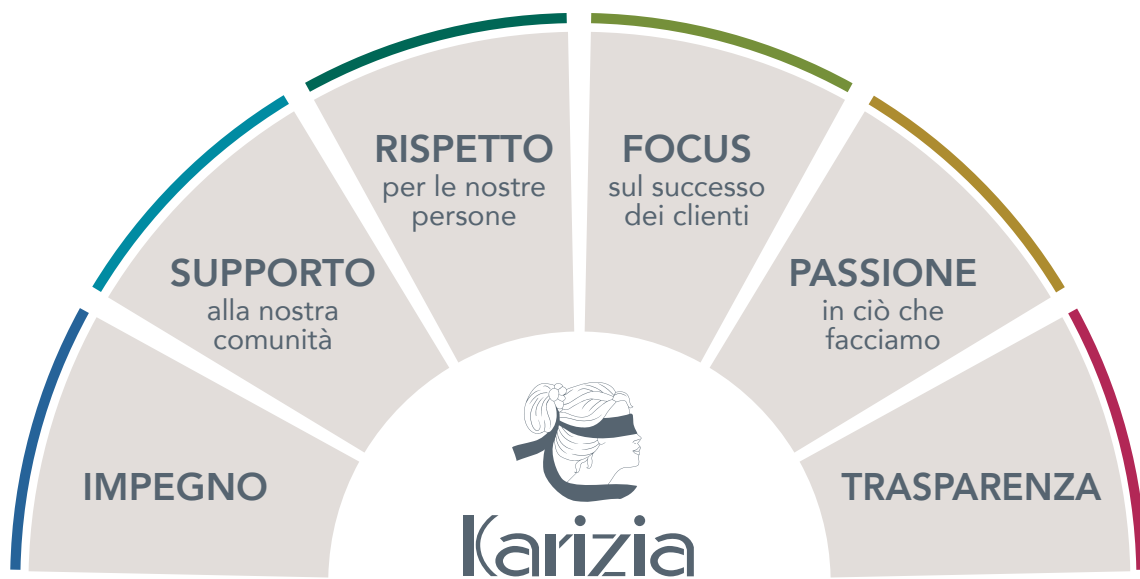 IMPEGNO
SUPPORTO
alla nostra
comunità
RISPETTO
per le nostre
persone
FOCUS
sul successo
dei clienti
PASSIONE
in ciò che
facciamo
TRASPARENZA
Karizia